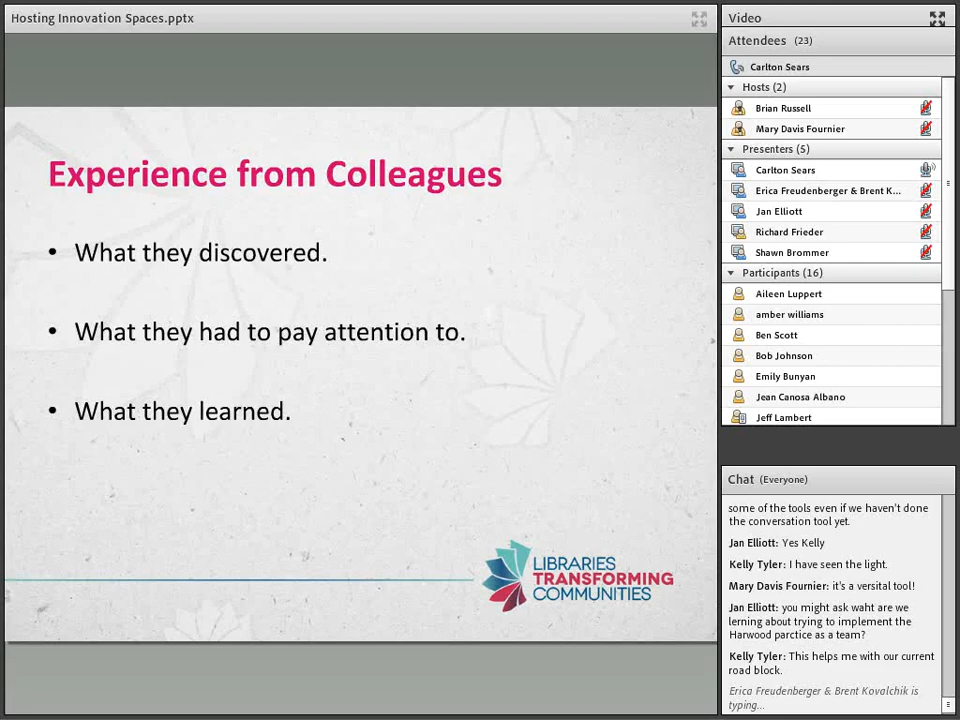 Hosting Innovation Spaces.pptx
Experience from Colleagues
• What they discovered.
• What they had to pay attention to.
• What they learned.
LIBRARIES
TRANSFORMING
COMMUNITIES
Video
Attendees (23)
Carlton Sears
Hosts (2)
Brian Russell
Mary Davis Fournier
Presenters (5)
Carlton Sears
Erica Freudenberger & Brent K...
Jan Elliott
Richard Frieder
Shawn Brommer
Participants (16)
Aileen Luppert
amber williams
Ben Scott
Bob Johnson
Emily Bunyan
Jean Canosa Albano
Jeff Lambert
Chat (Everyone)
some of the tools even if we haven't done
the conversation tool yet.
Jan Elliott: Yes Kelly
Kelly Tyler: I have seen the light.
Mary Davis Fournier: it's a versital tool!
Jan Elliott: you might ask waht are we
lerning about trying to implement the
Harwood parctice as a team?
Kelly Tyler: This helps me with our current
road block.
Erica Freudenberger & Brent Kovalchik is
typing...